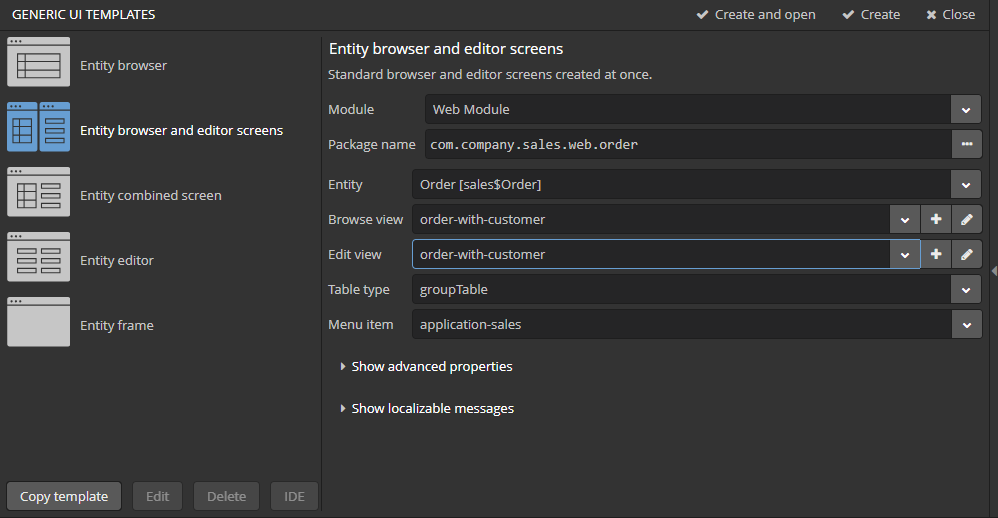 GENERIC UI TEMPLATES
Create and open
Create
Close
Entity browser
Entity browser and editor screens
Entity combined screen
Entity editor
Entity frame
Copy template
Edit
Delete
IDE
Entity browser and editor screens
Standard browser and editor screens created at once.
Module Web Module
Package name com.company.sales.web.order
Entity Order [sales$Order]
Browse view order-with-customer
Edit view order-with-customer
Table type groupTable
Menu item application-sales
Show advanced properties
Show localizable messages